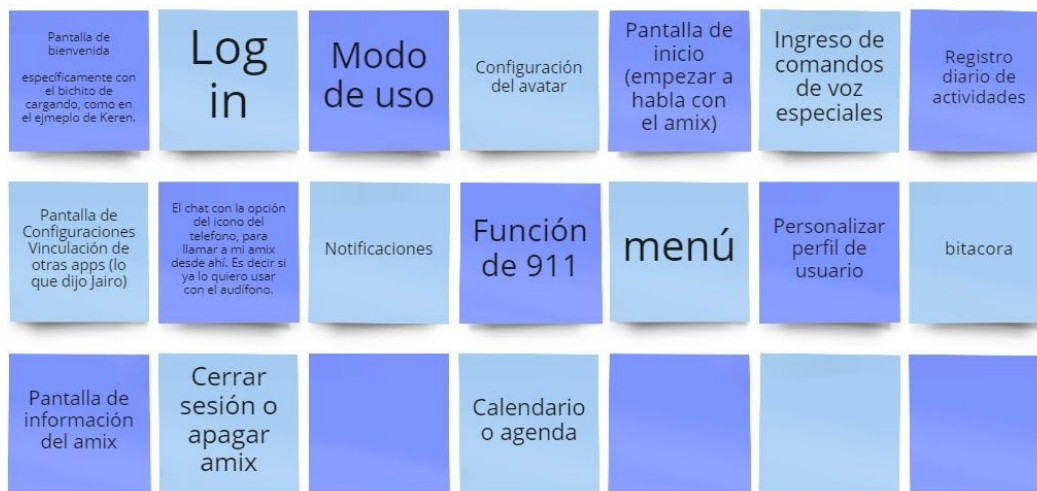 Pantalla de
bienvenida
específicamente con
el bichito de
cargando, como en
el ejmeplo de Keren.
Log
in
Modo
de uso
Configuración
del avatar
Pantalla de
inicio
(empezar a
habla con
el amix)
Ingreso de
comandos
de voz
especiales
Registro
diario de
actividades
Pantalla de
Configuraciones
Vinculación de
otras apps (lo
que dijo Jairo)
El chat con la opción
del icono del
telefono, para
llamar a mi amix
desde ahí. Es decir si
ya lo quiero usar
con el audífono.
Notificaciones
Función
de 911
menú
Personalizar
perfil de
usuario
bitacora
Pantalla de
información
del amix
Cerrar
sesión o
apagar
amix
Calendario
o agenda